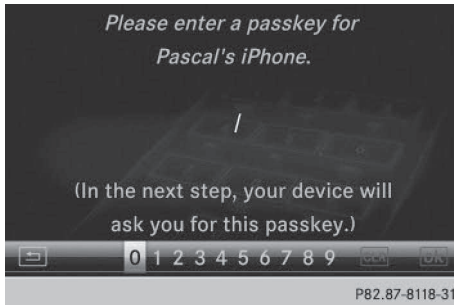 Please enter a passkey for
Pascal's iPhone.
(In the next step, your device will
ask you for this passkey.)
0 1 2 3 4 5 6 7 8 9 CLR OK
P82.87-8118-31